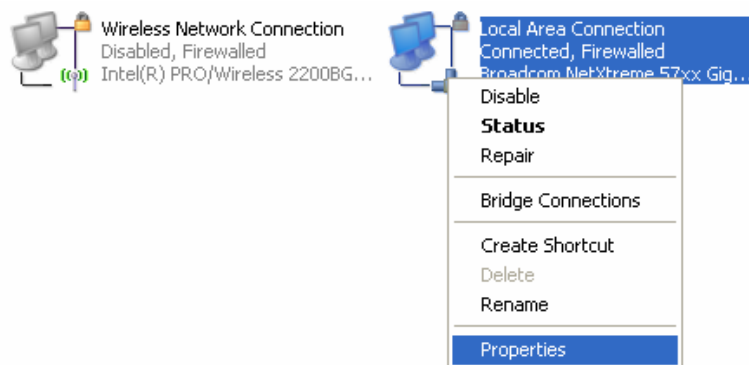 Wireless Network Connection
Disabled, Firewalled
Intel(R) PRO/Wireless 2200BG...
Local Area Connection
Connected, Firewalled
Broadcom NetXtreme 57xx Gig...
Disable
Status
Repair
Bridge Connections
Create Shortcut
Delete
Rename
Properties